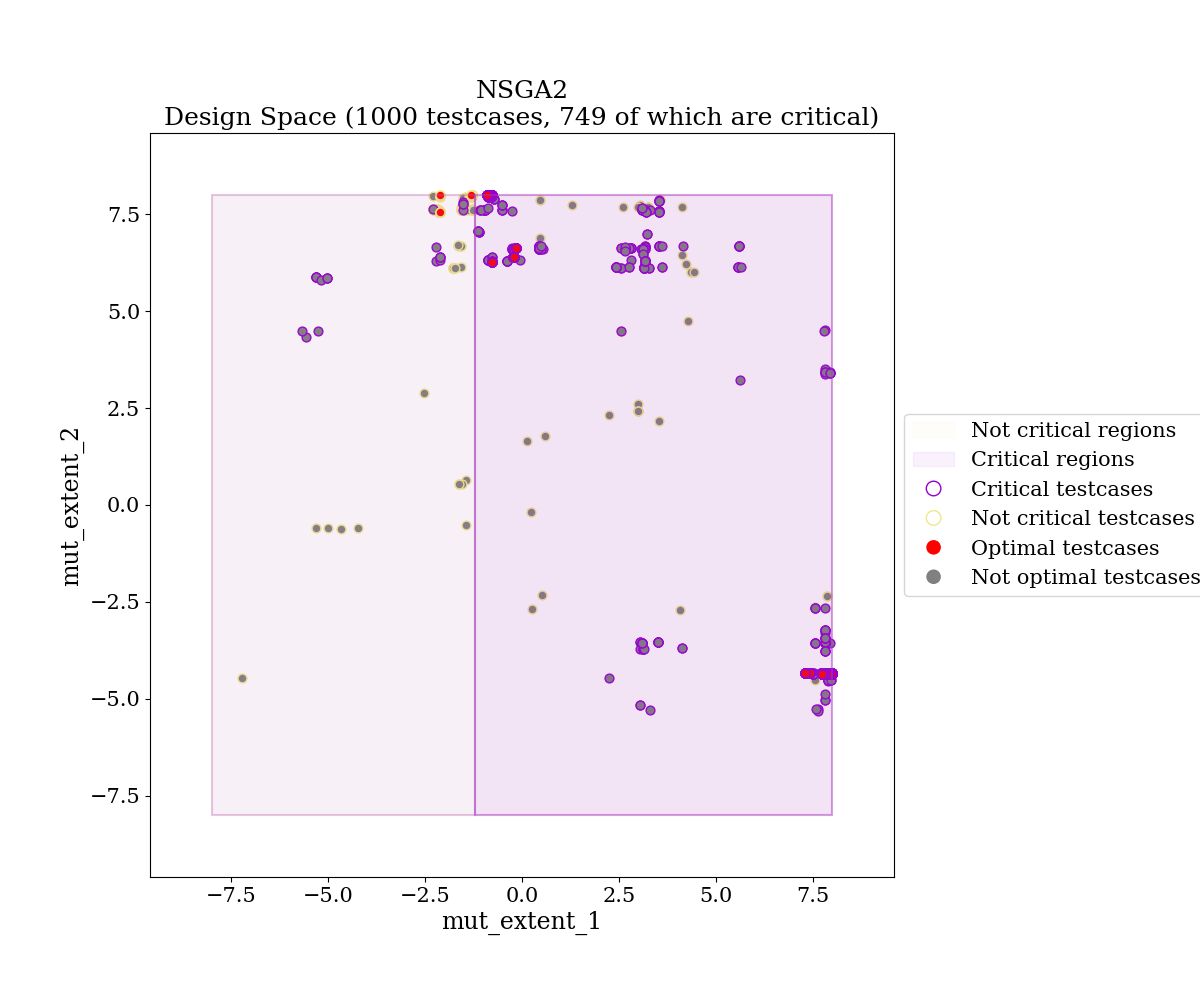 NSGA2
Design Space (1000 testcases, 749 of which are critical)
7.5
5.0
2.5
0.0
−2.5
−5.0
−7.5
mut_extent_2
−7.5
−5.0
−2.5
0.0
2.5
5.0
7.5
mut_extent_1
Not critical regions
Critical regions
Critical testcases
Not critical testcases
Optimal testcases
Not optimal testcases